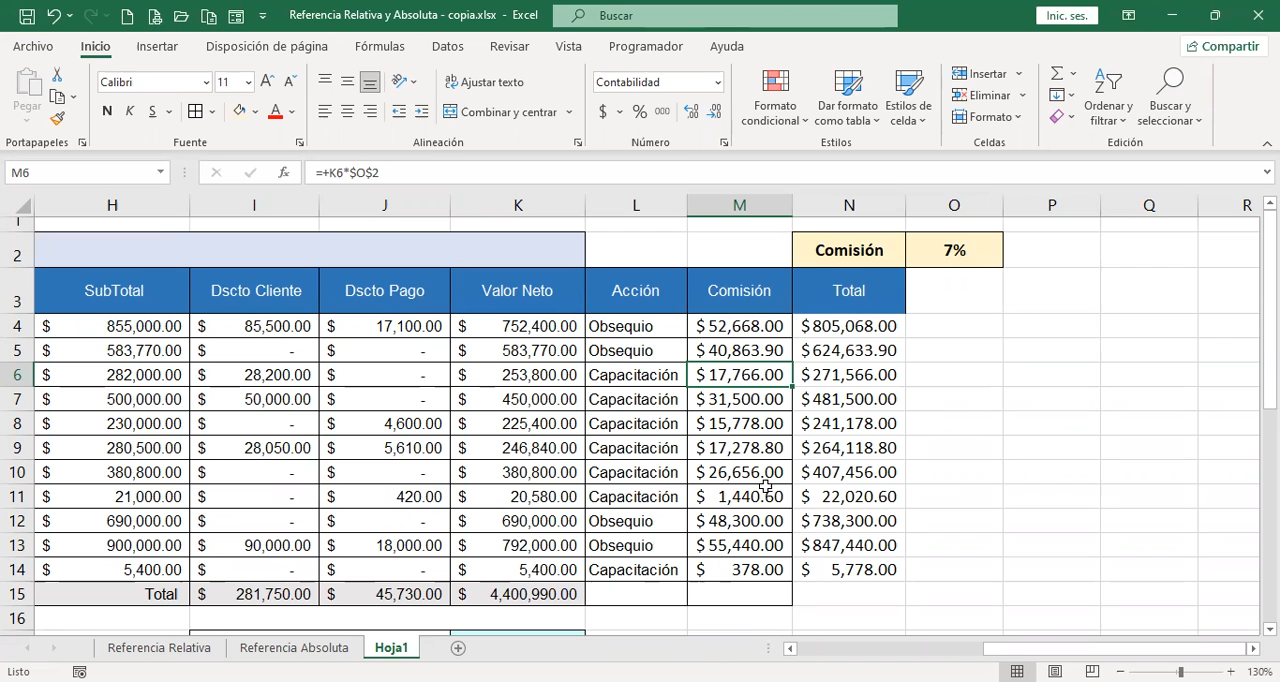 Referencia Relativa y Absoluta - copia.xlsx - Excel
Buscar
Inic. ses.
Archivo Inicio Insertar Disposición de página Fórmulas Datos Revisar Vista Programador Ayuda
Compartir
Pegar
Calibri 11
N K S
Ajustar texto
Combinar y centrar
Contabilidad
$ % 000
Formato condicional
Dar formato como tabla
Estilos de celda
Insertar
Eliminar
Formato
Ordenar y filtrar
Buscar y seleccionar
Portapapeles Fuente Alineación Número Estilos Celdas Edición
M6 fx =+K6*$O$2
H I J K L M N O P Q R
2 Comisión 7%
3 SubTotal Dscto Cliente Dscto Pago Valor Neto Acción Comisión Total
4 $ 855,000.00 $ 85,500.00 $ 17,100.00 $ 752,400.00 Obsequio $ 52,668.00 $ 805,068.00
5 $ 583,770.00 $ - $ - $ 583,770.00 Obsequio $ 40,863.90 $ 624,633.90
6 $ 282,000.00 $ 28,200.00 $ - $ 253,800.00 Capacitación $ 17,766.00 $ 271,566.00
7 $ 500,000.00 $ 50,000.00 $ - $ 450,000.00 Capacitación $ 31,500.00 $ 481,500.00
8 $ 230,000.00 $ - $ 4,600.00 $ 225,400.00 Capacitación $ 15,778.00 $ 241,178.00
9 $ 280,500.00 $ 28,050.00 $ 5,610.00 $ 246,840.00 Capacitación $ 17,278.80 $ 264,118.80
10 $ 380,800.00 $ - $ - $ 380,800.00 Capacitación $ 26,656.00 $ 407,456.00
11 $ 21,000.00 $ - $ 420.00 $ 20,580.00 Capacitación $ 1,440.60 $ 22,020.60
12 $ 690,000.00 $ - $ - $ 690,000.00 Obsequio $ 48,300.00 $ 738,300.00
13 $ 900,000.00 $ 90,000.00 $ 18,000.00 $ 792,000.00 Obsequio $ 55,440.00 $ 847,440.00
14 $ 5,400.00 $ - $ - $ 5,400.00 Capacitación $ 378.00 $ 5,778.00
15 Total $ 281,750.00 $ 45,730.00 $ 4,400,990.00
16
Referencia Relativa Referencia Absoluta Hoja1
Listo 130%